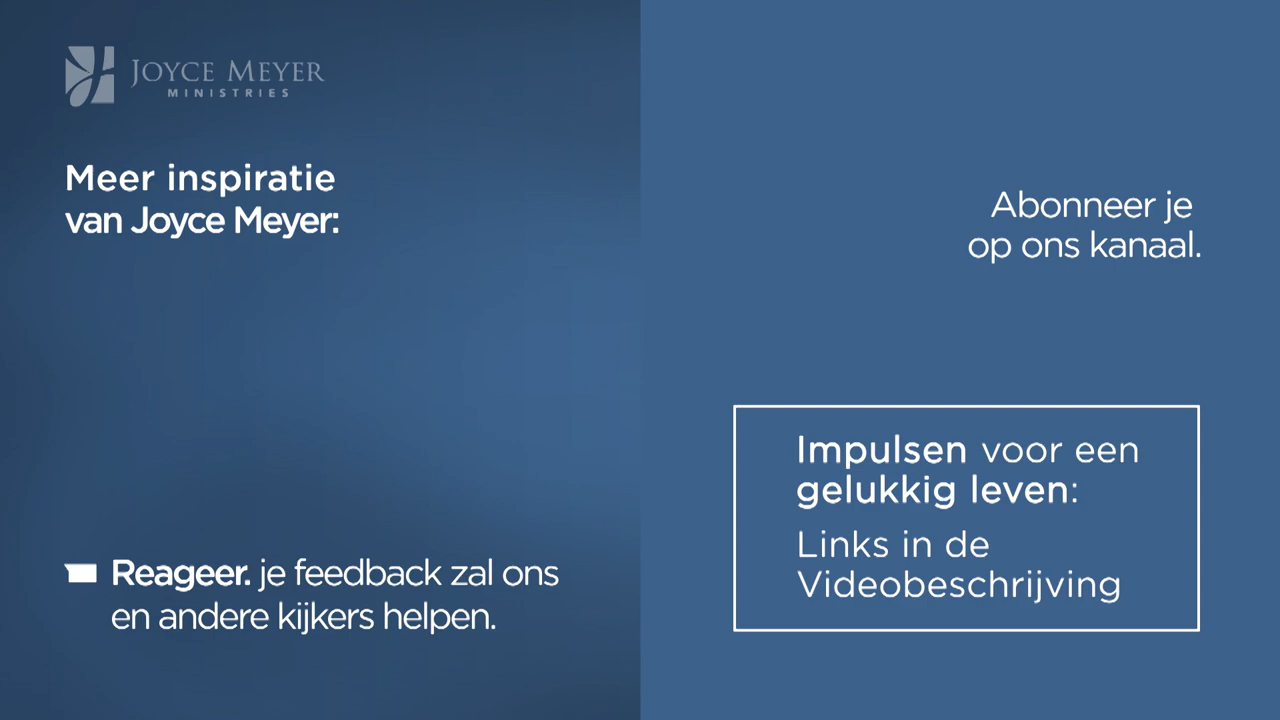 JOYCE MEYER
MINISTRIES
Meer inspiratie
van Joyce Meyer:
Reageer. je feedback zal ons
en andere kijkers helpen.
Abonneer je
op ons kanaal.
Impulsen voor een
gelukkig leven:
Links in de
Videobeschrijving